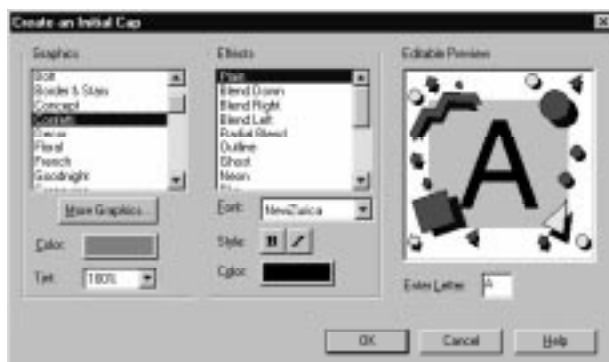 Create an Initial Cap
Graphics
Bolt
Border & Stain
Concept
Confetti
Decor
Floral
French
Goodnight
More Graphics...
Color:
Tint: 100%
Effects
Plain
Blend Down
Blend Right
Blend Left
Radial Blend
Outline
Ghost
Neon
Font: NewZurica
Style: B I
Color:
Editable Preview
A
Enter Letter: A
OK Cancel Help